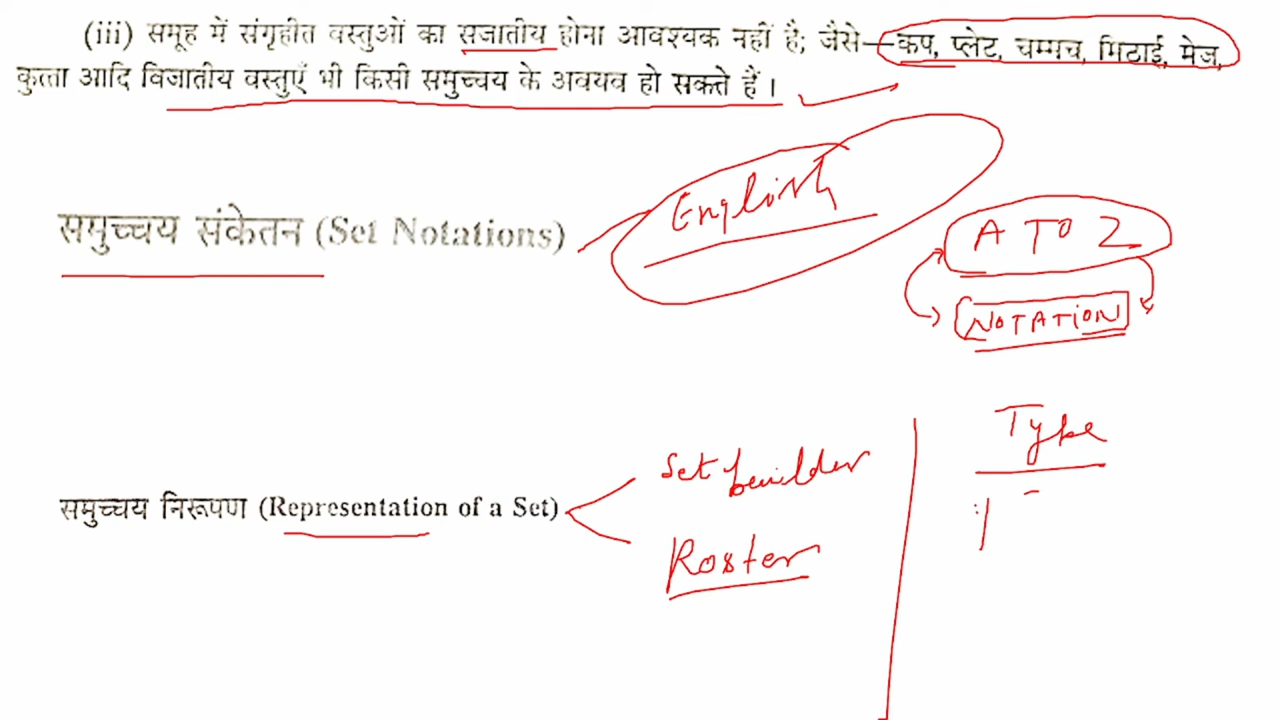 (iii) समूह में संगृहीत वस्तुओं का सजातीय होना आवश्यक नहीं है; जैसे—कप, प्लेट, चम्मच, मिठाई, मेज,
कुत्ता आदि विजातीय वस्तुएँ भी किसी समुच्चय के अवयव हो सकते हैं।
English
समुच्चय संकेतन (Set Notations)
A TO Z
NOTATION
Type
Set builder
समुच्चय निरूपण (Representation of a Set)
Roster